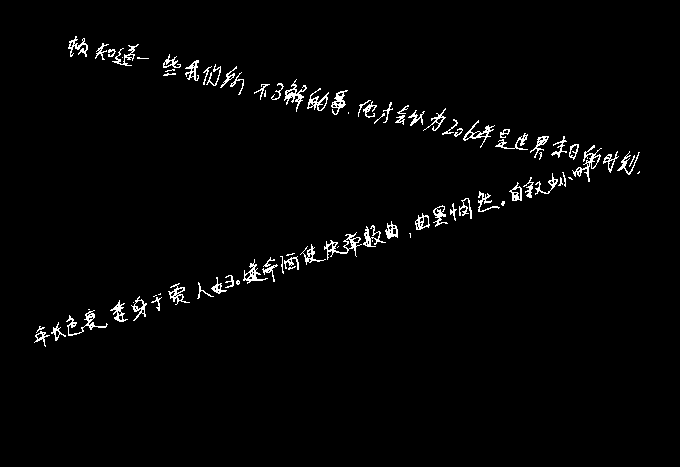 顿知道一些我们所不了解的事,他才会认为2060年是世界末日的时刻.
年长色衰,委身于贾人妇。遂命酒使快弹数曲,曲罢悯然。自叙少小时